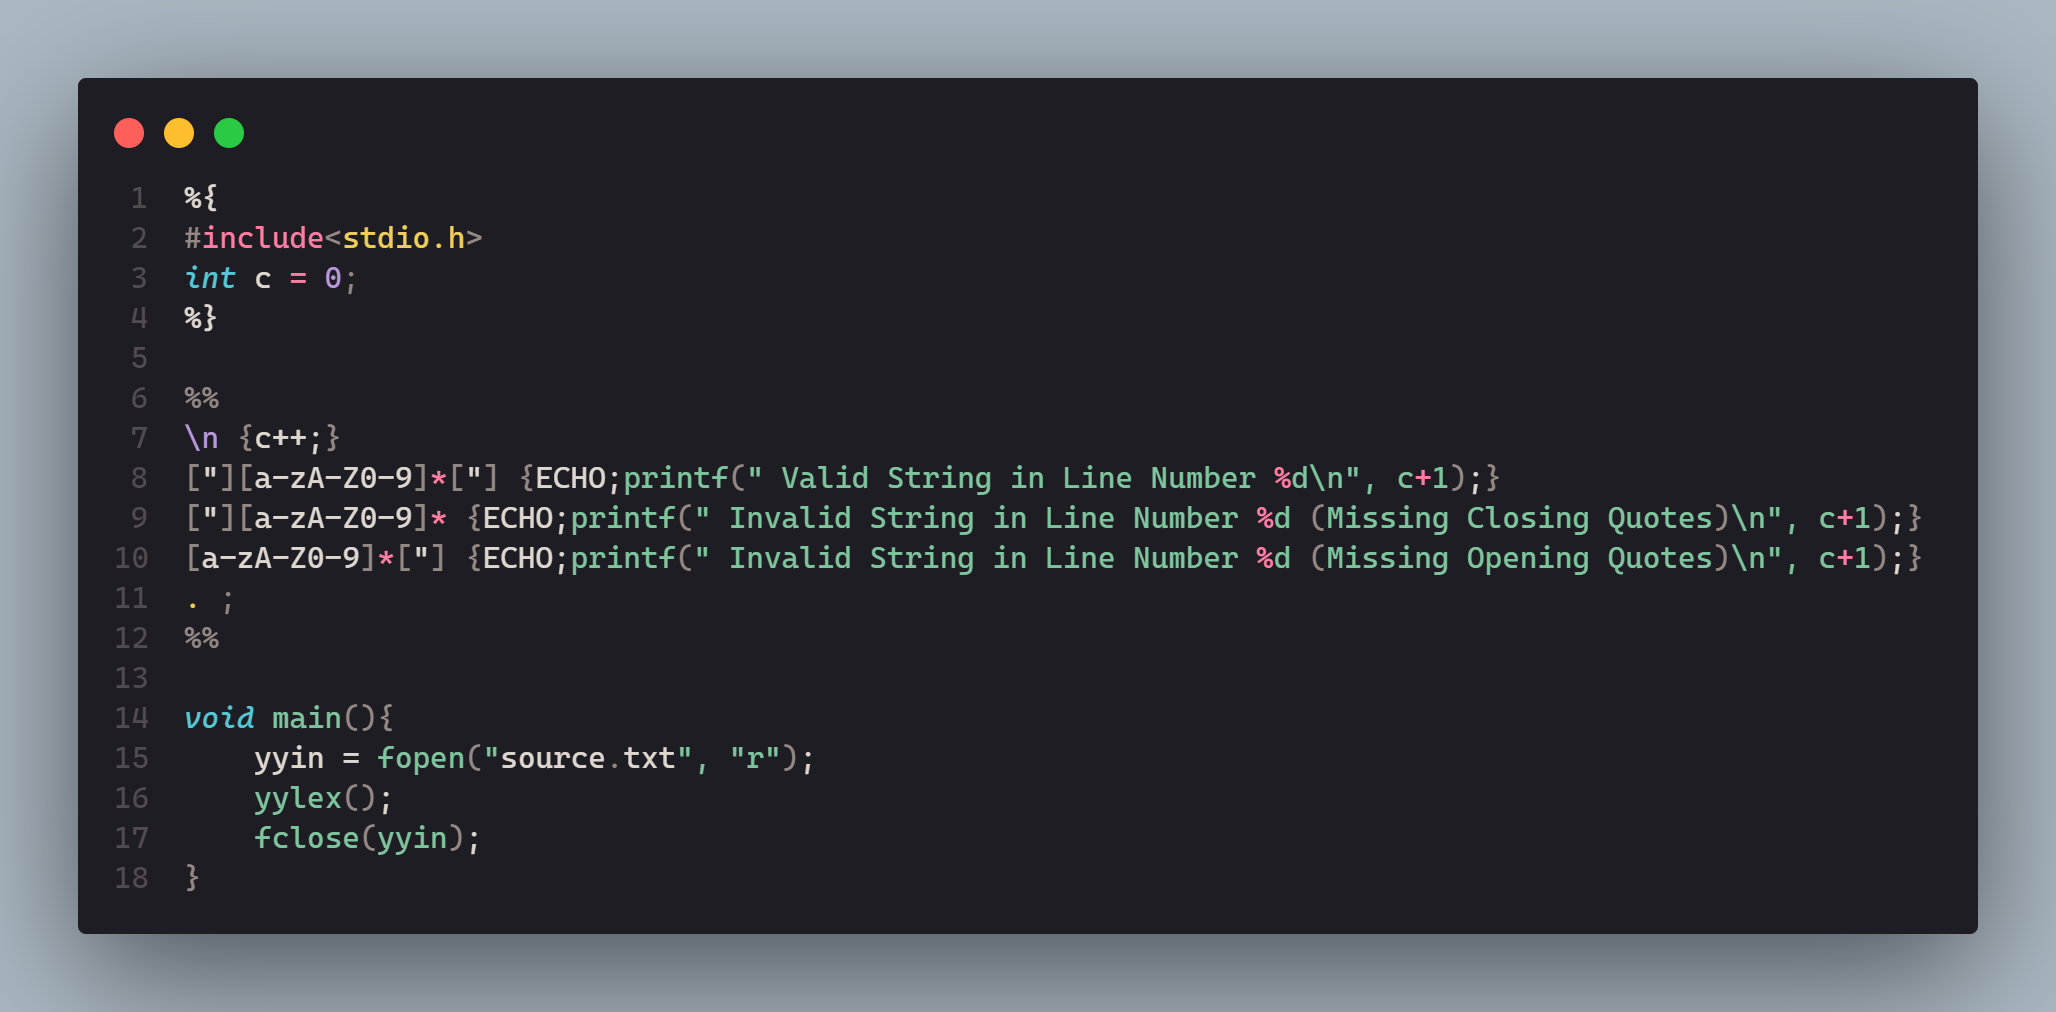 1 %{
2 #include<stdio.h>
3 int c = 0;
4 %}
5
6 %%
7 \n {c++;}
8 ["][a-zA-Z0-9]*["] {ECHO;printf(" Valid String in Line Number %d\n", c+1);}
9 ["][a-zA-Z0-9]* {ECHO;printf(" Invalid String in Line Number %d (Missing Closing Quotes)\n", c+1);}
10 [a-zA-Z0-9]*["] {ECHO;printf(" Invalid String in Line Number %d (Missing Opening Quotes)\n", c+1);}
11 . ;
12 %%
13
14 void main(){
15     yyin = fopen("source.txt", "r");
16     yylex();
17     fclose(yyin);
18 }